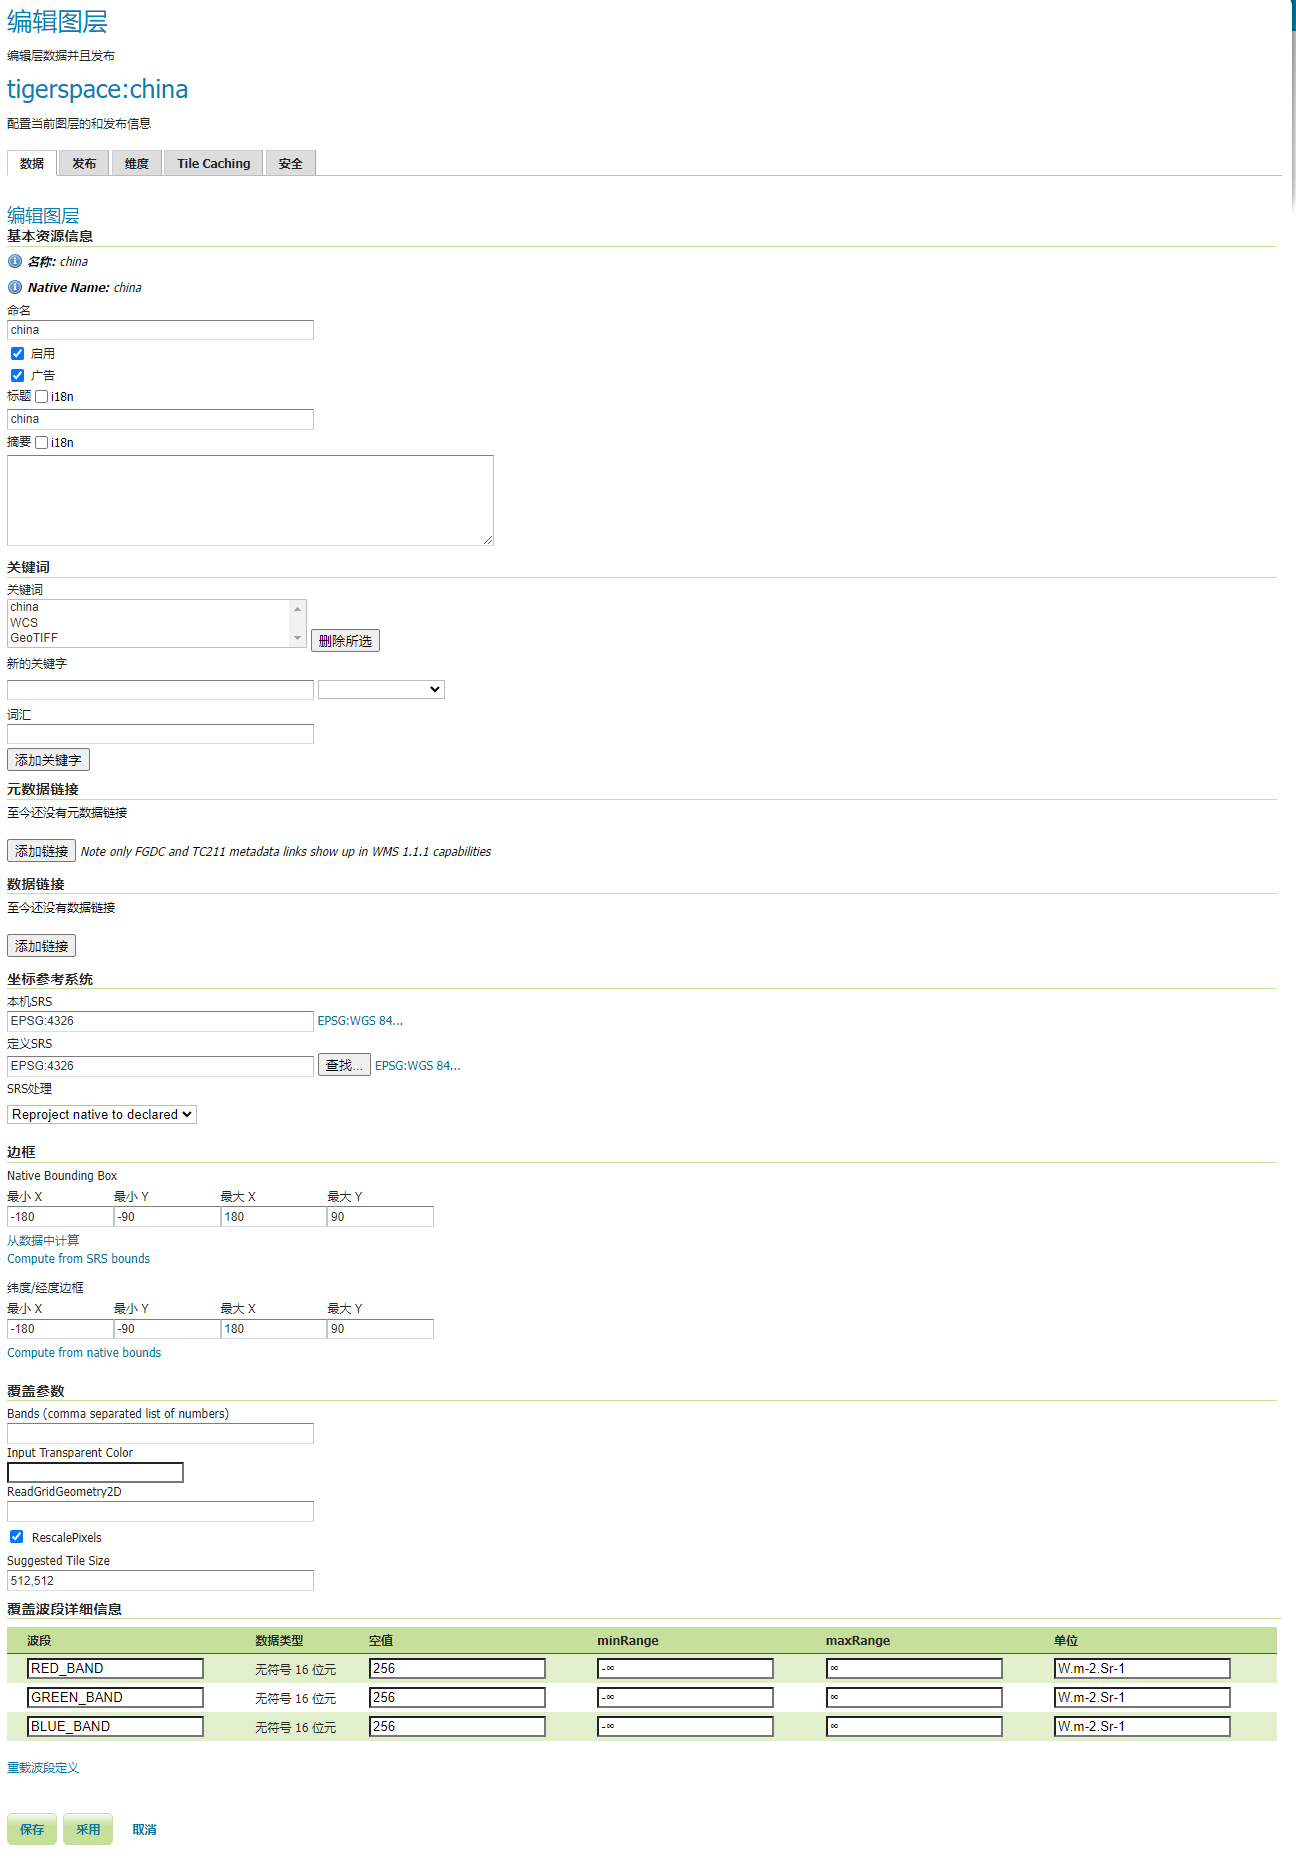 编辑图层
编辑层数据并且发布
tigerspace:china
配置当前图层的和发布信息
数据 发布 维度 Tile Caching 安全
编辑图层
基本资源信息
名称: china
Native Name: china
命名
china
启用
广告
标题 i18n
china
摘要 i18n
关键词
关键词
china
WCS
GeoTIFF
删除所选
新的关键字
词汇
添加关键字
元数据链接
至今还没有元数据链接
添加链接 Note only FGDC and TC211 metadata links show up in WMS 1.1.1 capabilities
数据链接
至今还没有数据链接
添加链接
坐标参考系统
本机SRS
EPSG:4326 EPSG:WGS 84...
定义SRS
EPSG:4326 查找... EPSG:WGS 84...
SRS处理
Reproject native to declared
边框
Native Bounding Box
最小 X 最小 Y 最大 X 最大 Y
-180 -90 180 90
从数据中计算
Compute from SRS bounds
纬度/经度边框
最小 X 最小 Y 最大 X 最大 Y
-180 -90 180 90
Compute from native bounds
覆盖参数
Bands (comma separated list of numbers)
Input Transparent Color
ReadGridGeometry2D
RescalePixels
Suggested Tile Size
512,512
覆盖波段详细信息
波段 数据类型 空值 minRange maxRange 单位
RED_BAND 无符号 16 位元 256 -∞ ∞ W.m-2.Sr-1
GREEN_BAND 无符号 16 位元 256 -∞ ∞ W.m-2.Sr-1
BLUE_BAND 无符号 16 位元 256 -∞ ∞ W.m-2.Sr-1
重载波段定义
保存 采用 取消